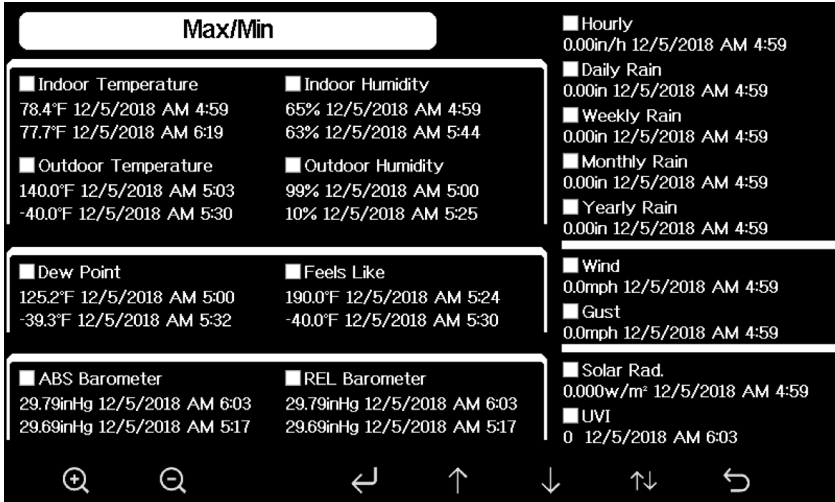 Max/Min
Indoor Temperature
78.4°F 12/5/2018 AM 4:59
77.7°F 12/5/2018 AM 6:19
Indoor Humidity
65% 12/5/2018 AM 4:59
63% 12/5/2018 AM 5:44
Outdoor Temperature
140.0°F 12/5/2018 AM 5:03
-40.0°F 12/5/2018 AM 5:30
Outdoor Humidity
99% 12/5/2018 AM 5:00
10% 12/5/2018 AM 5:25
Dew Point
125.2°F 12/5/2018 AM 5:00
-39.3°F 12/5/2018 AM 5:32
Feels Like
190.0°F 12/5/2018 AM 5:24
-40.0°F 12/5/2018 AM 5:30
ABS Barometer
29.79inHg 12/5/2018 AM 6:03
29.69inHg 12/5/2018 AM 5:17
REL Barometer
29.79inHg 12/5/2018 AM 6:03
29.69inHg 12/5/2018 AM 5:17
Hourly
0.00in/h 12/5/2018 AM 4:59
Daily Rain
0.00in 12/5/2018 AM 4:59
Weekly Rain
0.00in 12/5/2018 AM 4:59
Monthly Rain
0.00in 12/5/2018 AM 4:59
Yearly Rain
0.00in 12/5/2018 AM 4:59
Wind
0.0mph 12/5/2018 AM 4:59
Gust
0.0mph 12/5/2018 AM 4:59
Solar Rad.
0.000w/m² 12/5/2018 AM 4:59
UVI
0 12/5/2018 AM 6:03